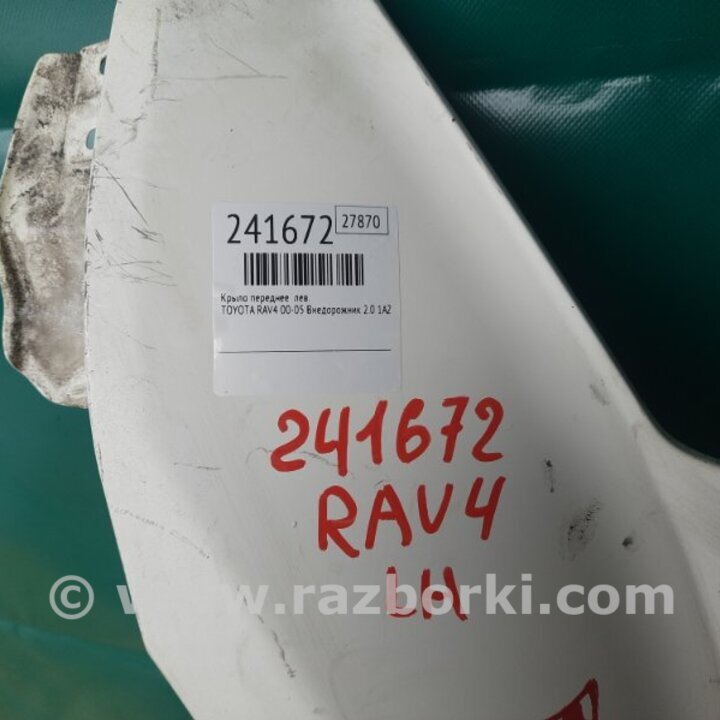 241672 27870
Крыло переднее лев.
TOYOTA RAV4 00-05 Внедорожник 2.0 1AZ
241672
RAV4
LH
© www.razborki.com